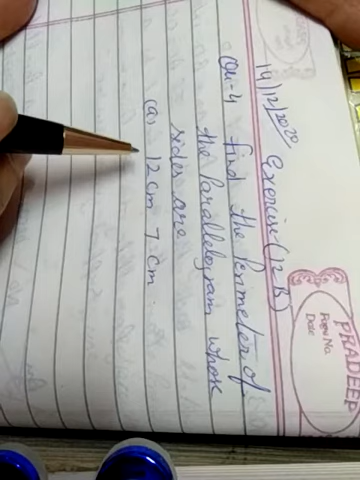 PRADEEP
Page No.
Date
14/12/2020 Exercise (12B)
Qu-4 find the Perimeter of
the Parallelogram whose
sides are
(a) 12 cm 7 cm